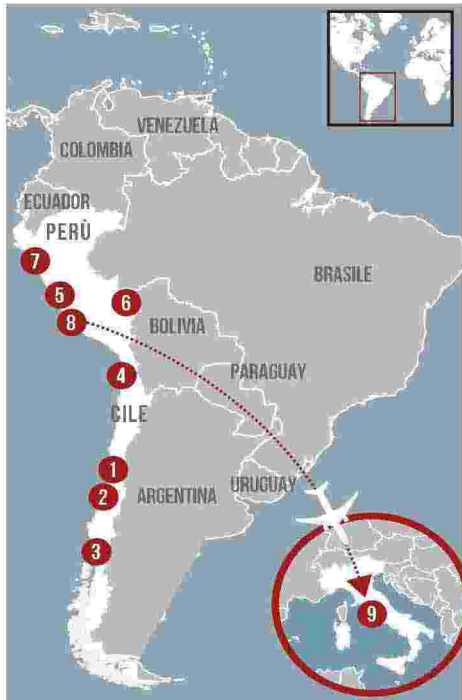 VENEZUELA
COLOMBIA
ECUADOR
PERÙ
7
BRASILE
5
6
8
BOLIVIA
4
PARAGUAY
CILE
1
2
ARGENTINA
URUGUAY
3
9